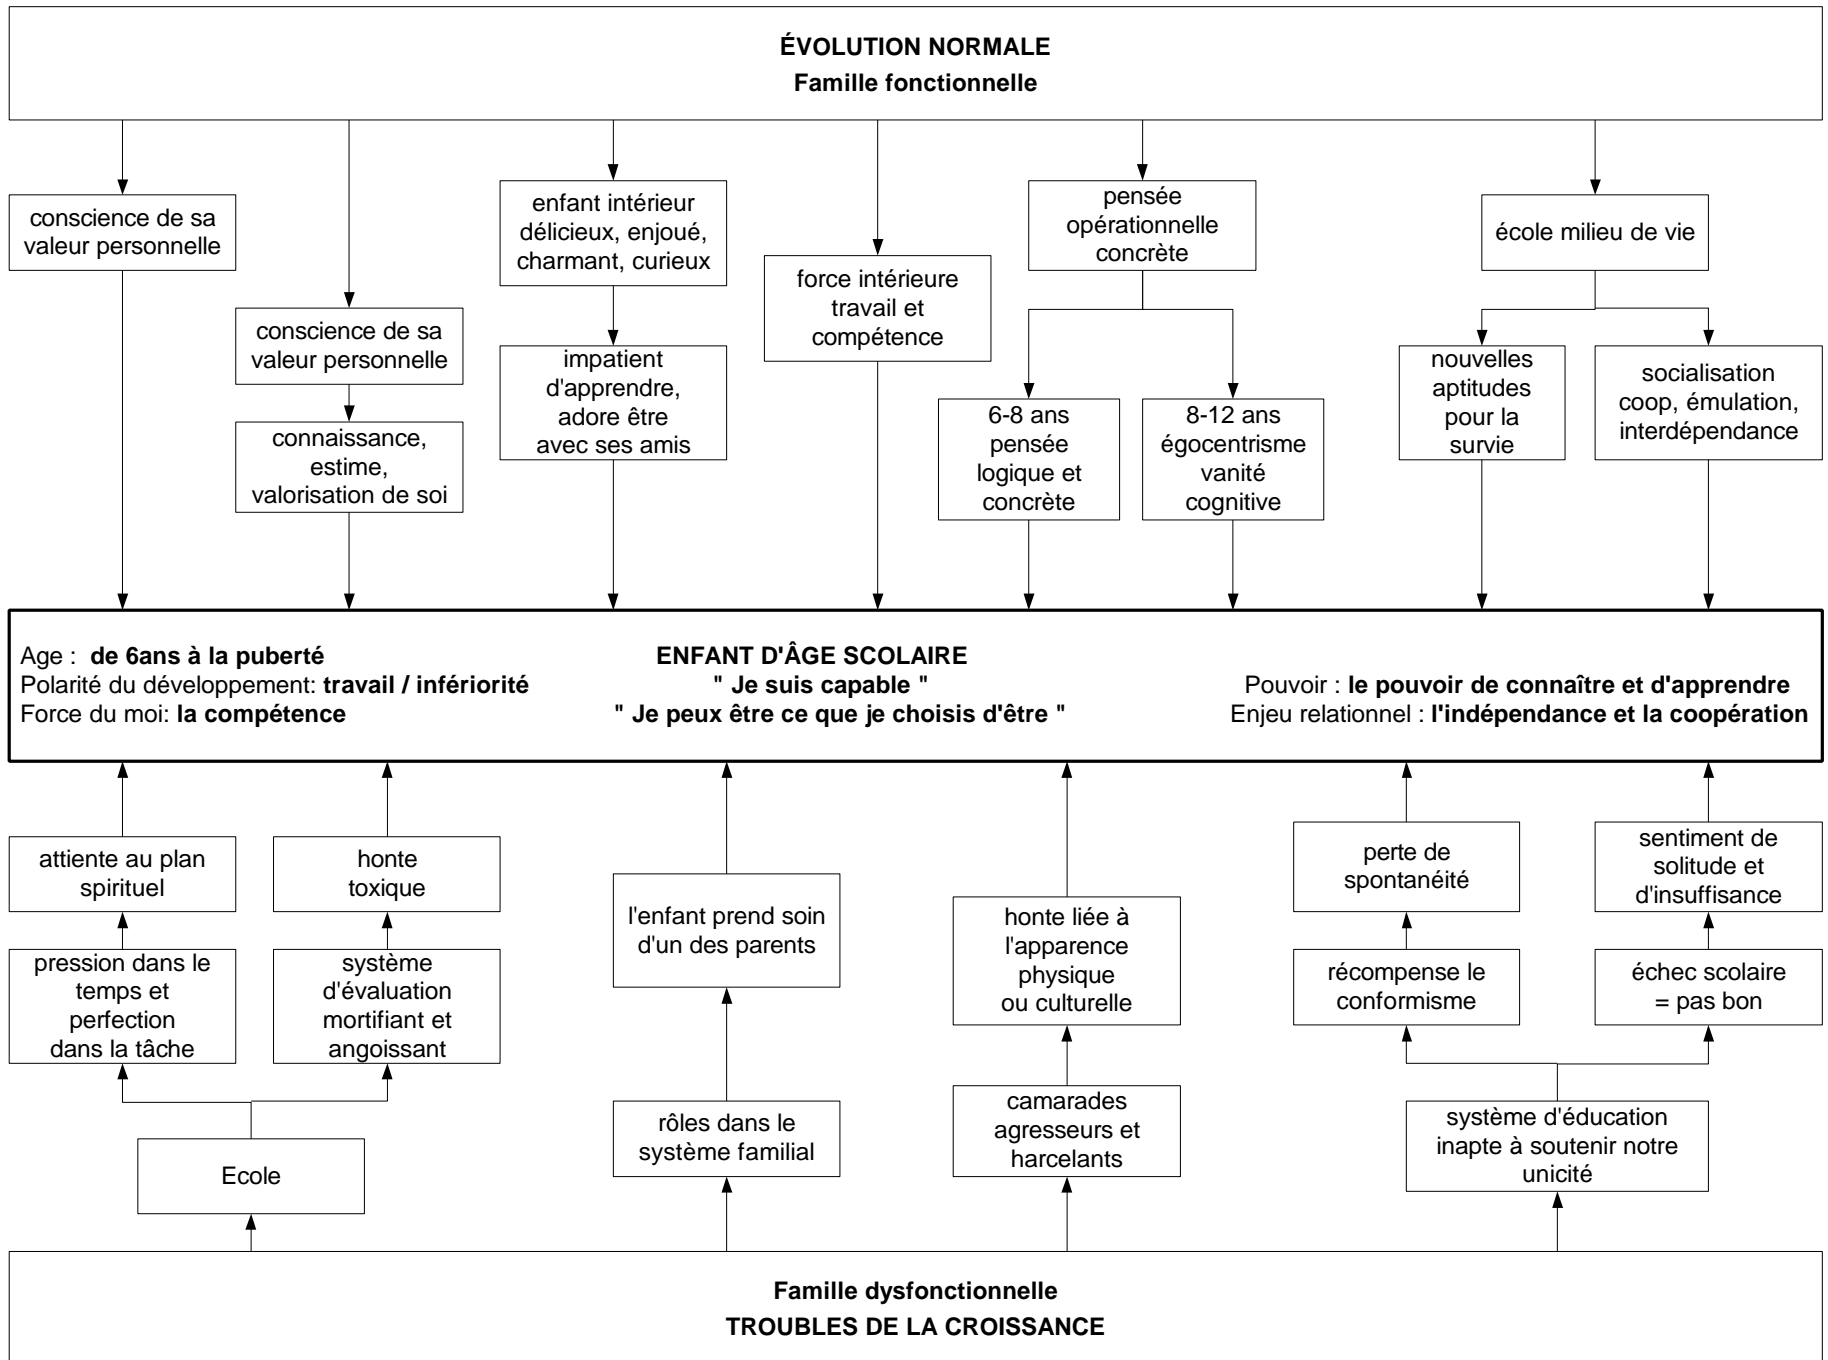 ÉVOLUTION NORMALE
Famille fonctionnelle
conscience de sa
valeur personnelle
conscience de sa
valeur personnelle
connaissance,
estime,
valorisation de soi
enfant intérieur
délicieux, enjoué,
charmant, curieux
impatient
d'apprendre,
adore être
avec ses amis
force intérieure
travail et
compétence
pensée
opérationnelle
concrète
6-8 ans
pensée
logique et
concrète
8-12 ans
égocentrisme
vanité
cognitive
école milieu de vie
nouvelles
aptitudes
pour la
survie
socialisation
coop, émulation,
interdépendance
Age : de 6ans à la puberté
Polarité du développement: travail / infériorité
Force du moi: la compétence
ENFANT D'ÂGE SCOLAIRE
" Je suis capable "
" Je peux être ce que je choisis d'être "
Pouvoir : le pouvoir de connaître et d'apprendre
Enjeu relationnel : l'indépendance et la coopération
attiente au plan
spirituel
honte
toxique
l'enfant prend soin
d'un des parents
honte liée à
l'apparence
physique
ou culturelle
perte de
spontanéité
sentiment de
solitude et
d'insuffisance
pression dans le
temps et
perfection
dans la tâche
système
d'évaluation
mortifiant et
angoissant
récompense le
conformisme
échec scolaire
= pas bon
Ecole
rôles dans le
système familial
camarades
agresseurs et
harcelants
système d'éducation
inapte à soutenir notre
unicité
Famille dysfonctionnelle
TROUBLES DE LA CROISSANCE